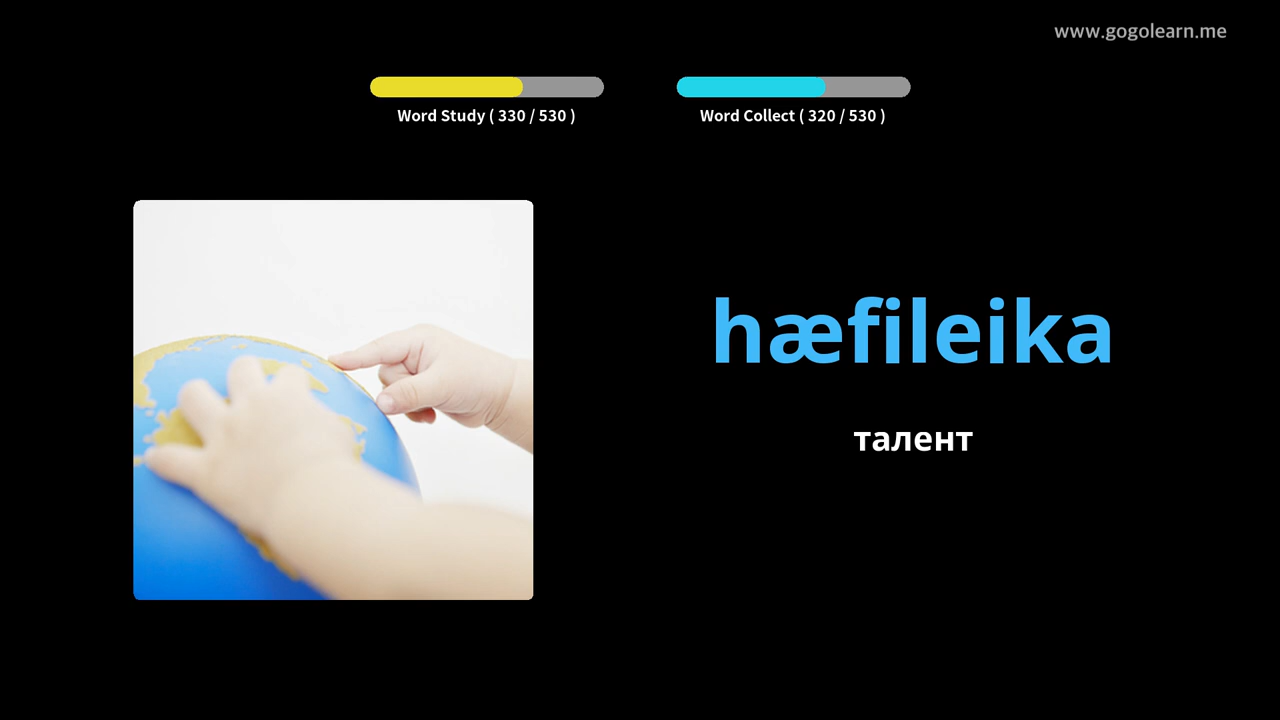 www.gogolearn.me
Word Study ( 330 / 530 )
Word Collect ( 320 / 530 )
hæfileika
талент